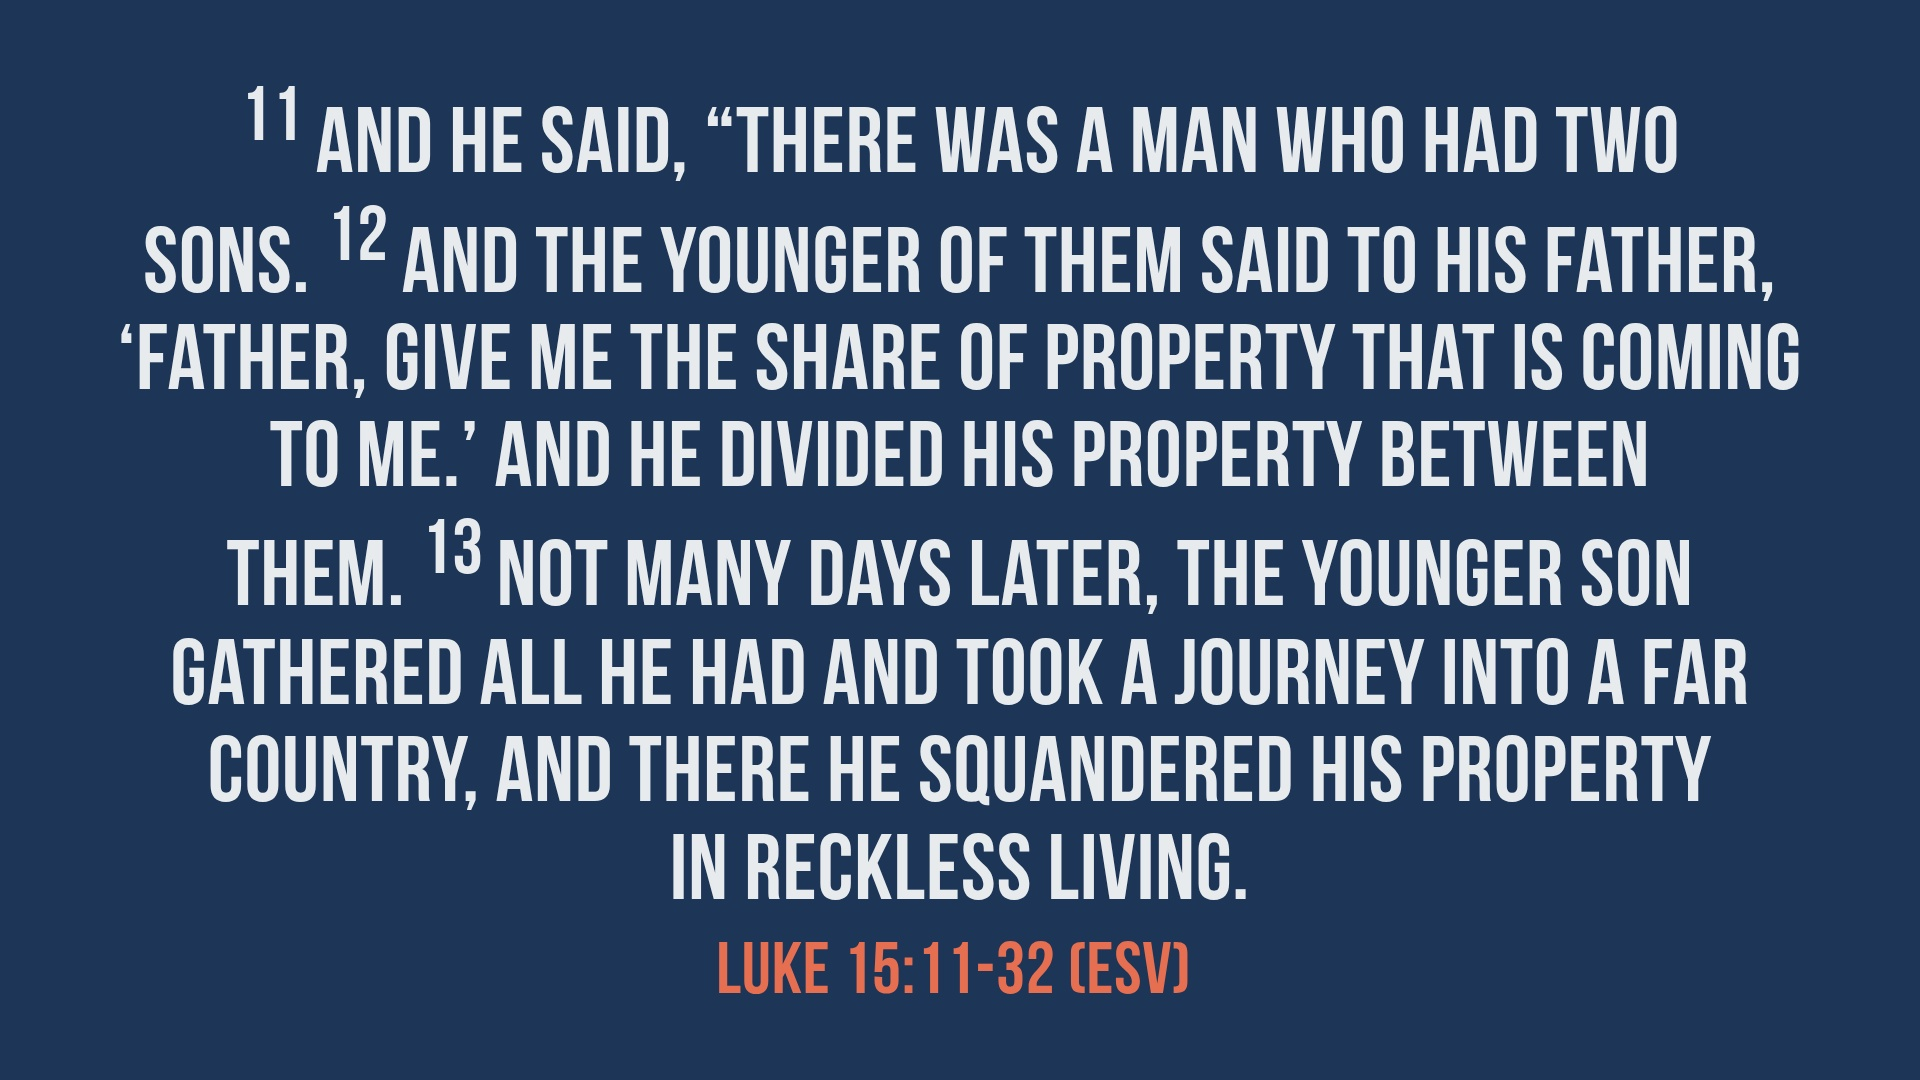 11 AND HE SAID, “THERE WAS A MAN WHO HAD TWO
SONS. 12 AND THE YOUNGER OF THEM SAID TO HIS FATHER,
‘FATHER, GIVE ME THE SHARE OF PROPERTY THAT IS COMING
TO ME.’ AND HE DIVIDED HIS PROPERTY BETWEEN
THEM. 13 NOT MANY DAYS LATER, THE YOUNGER SON
GATHERED ALL HE HAD AND TOOK A JOURNEY INTO A FAR
COUNTRY, AND THERE HE SQUANDERED HIS PROPERTY
IN RECKLESS LIVING.
LUKE 15:11-32 (ESV)